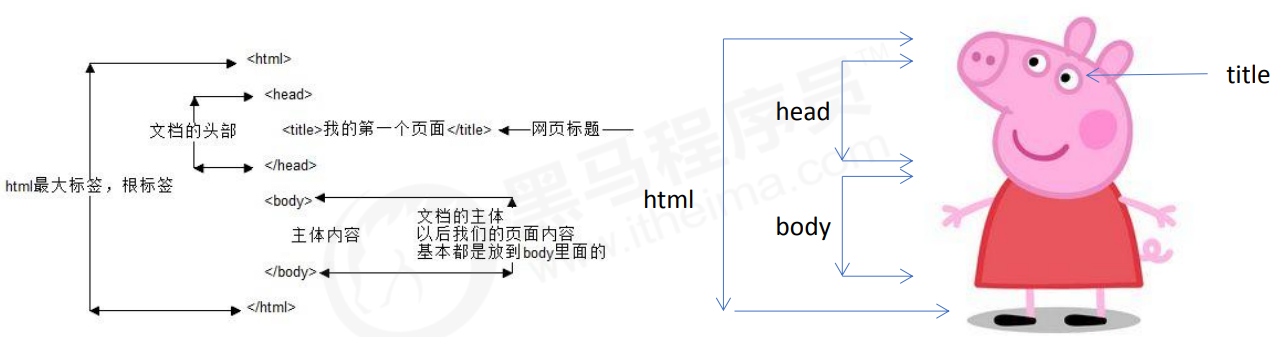 <html>
<head>
文档的头部
<title>我的第一个页面</title>
网页标题
</head>
html最大标签，根标签
<body>
文档的主体
主体内容
以后我们的页面内容
基本都是放到body里面的
</body>
</html>
title
head
html
body
黑马程序员™
www.itheima.com